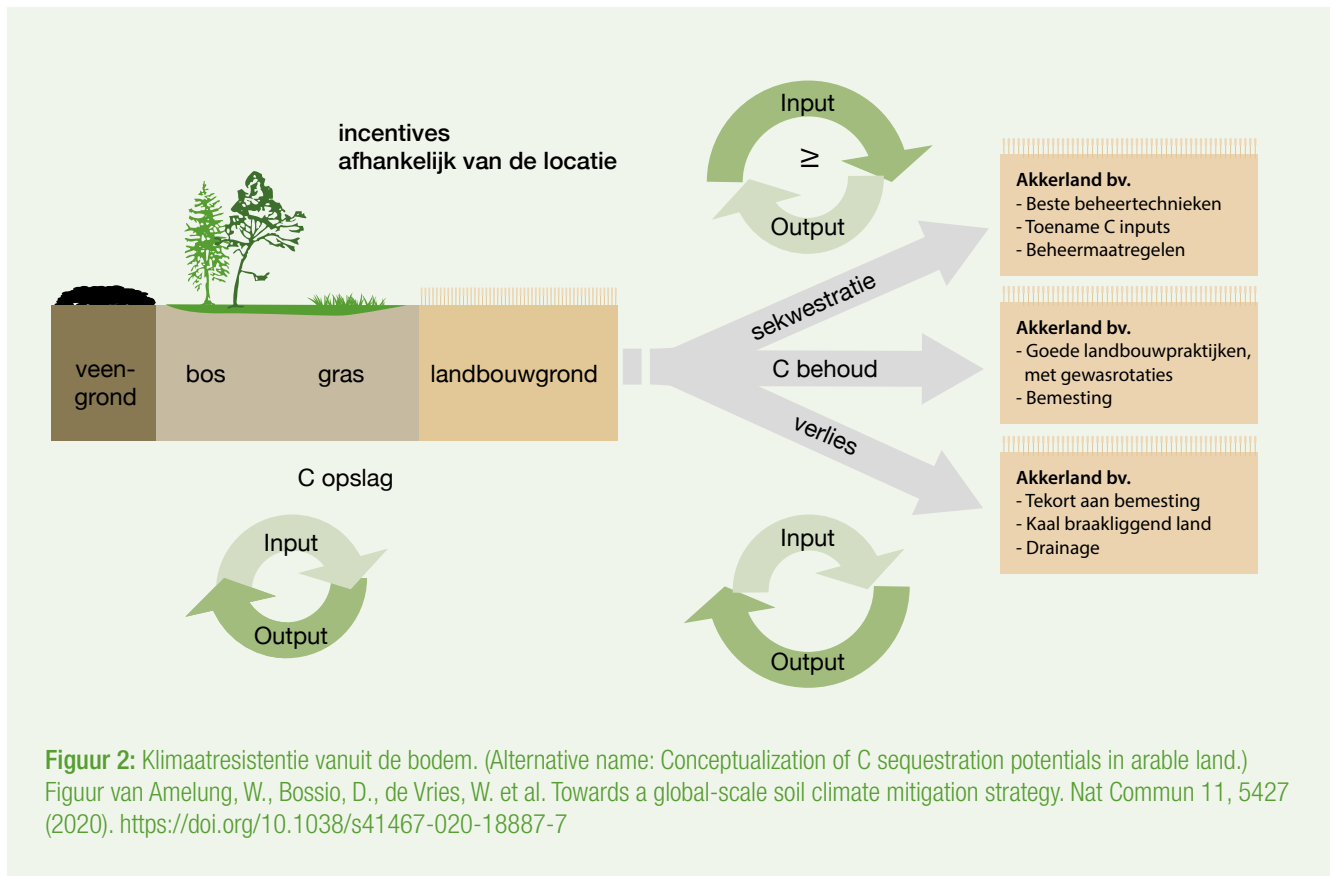 incentives
afhankelijk van de locatie
veen-
grond
bos
gras
landbouwgrond
C opslag
Input
Output
Input
≥
Output
sekwestratie
C behoud
verlies
Input
Output
Akkerland bv.
- Beste beheertechnieken
- Toename C inputs
- Beheermaatregelen
Akkerland bv.
- Goede landbouwpraktijken,
met gewasrotaties
- Bemesting
Akkerland bv.
- Tekort aan bemesting
- Kaal braakliggend land
- Drainage
Figuur 2: Klimaatresistentie vanuit de bodem. (Alternative name: Conceptualization of C sequestration potentials in arable land.)
Figuur van Amelung, W., Bossio, D., de Vries, W. et al. Towards a global-scale soil climate mitigation strategy. Nat Commun 11, 5427
(2020). https://doi.org/10.1038/s41467-020-18887-7